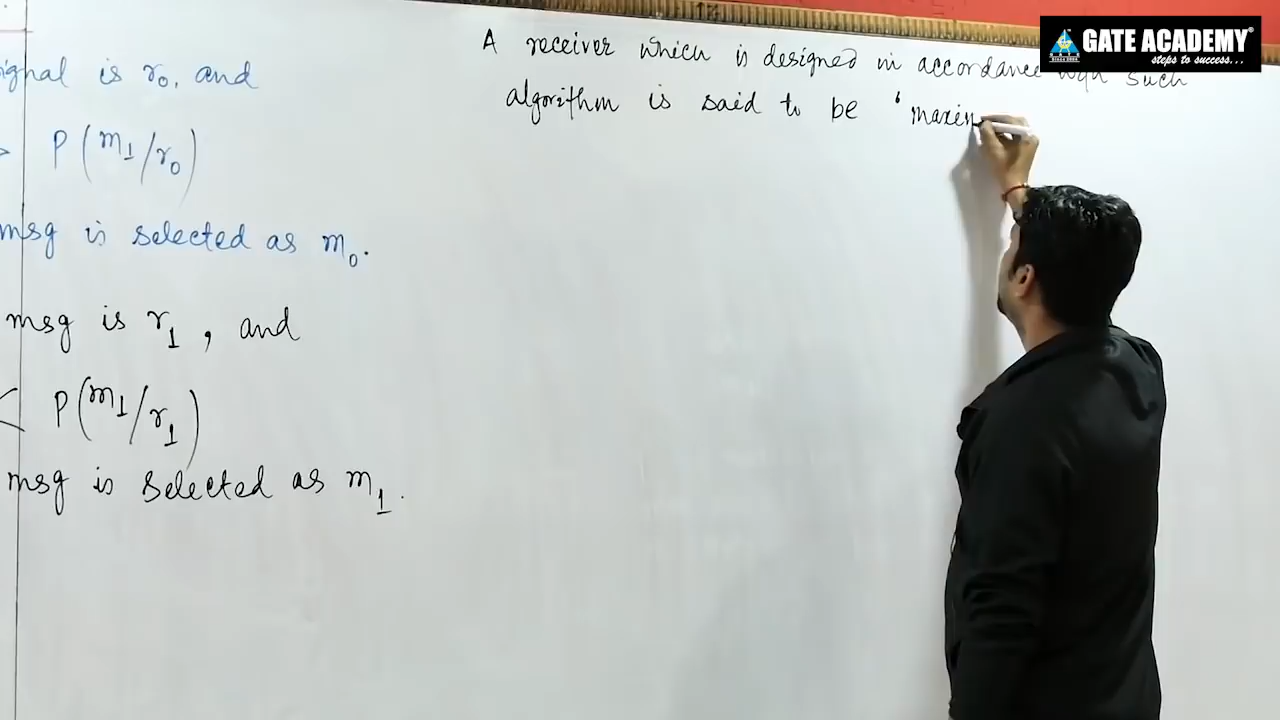 signal is r₀, and
> P(m₁/r₀)
msg is selected as m₀.
msg is r₁, and
< P(m₁/r₁)
msg is selected as m₁.
A receiver which is designed in accordance with such
algorithm is said to be ‘maxim
GATE ACADEMY®
steps to success...